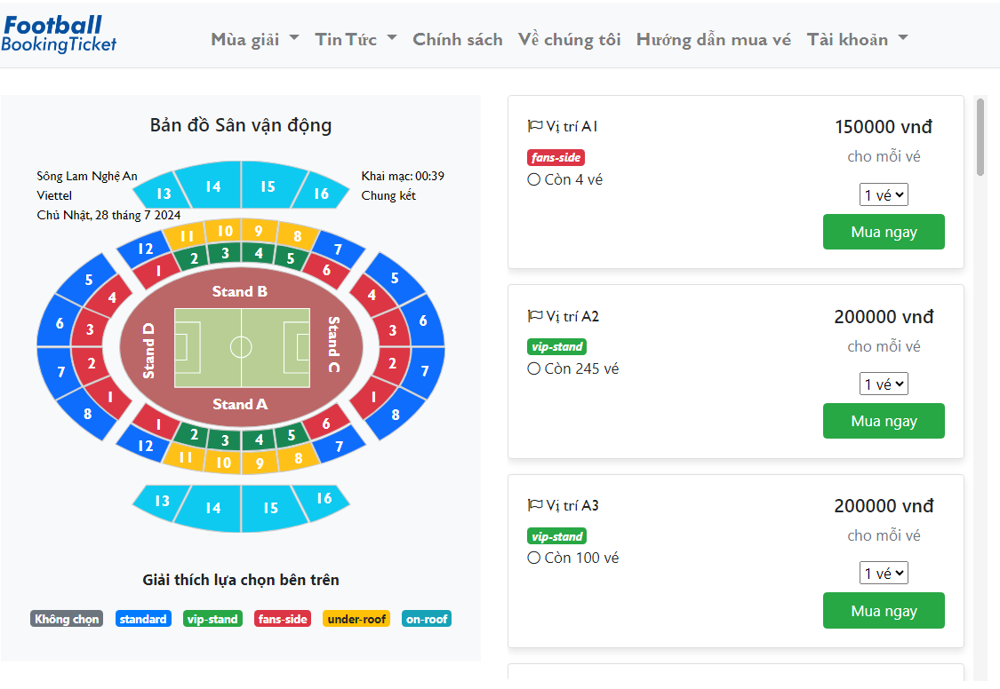 Football
BookingTicket
Mùa giải Tin Tức Chính sách Về chúng tôi Hướng dẫn mua vé Tài khoản
Bản đồ Sân vận động
Sông Lam Nghệ An
Viettel
Chủ Nhật, 28 tháng 7 2024
Khai mạc: 00:39
Chung kết
13 14 15 16
12 11 10 9 8 7
1 2 3 4 5 6
5 4 4 5
6 3 3 6
7 2 2 7
8 1 1 8
Stand B
Stand D
Stand C
Stand A
1 2 3 4 5 6
12 11 10 9 8 7
13 14 15 16
Giải thích lựa chọn bên trên
Không chọn standard vip-stand fans-side under-roof on-roof
Vị trí A1
fans-side
Còn 4 vé
150000 vnđ
cho mỗi vé
1 vé
Mua ngay
Vị trí A2
vip-stand
Còn 245 vé
200000 vnđ
cho mỗi vé
1 vé
Mua ngay
Vị trí A3
vip-stand
Còn 100 vé
200000 vnđ
cho mỗi vé
1 vé
Mua ngay